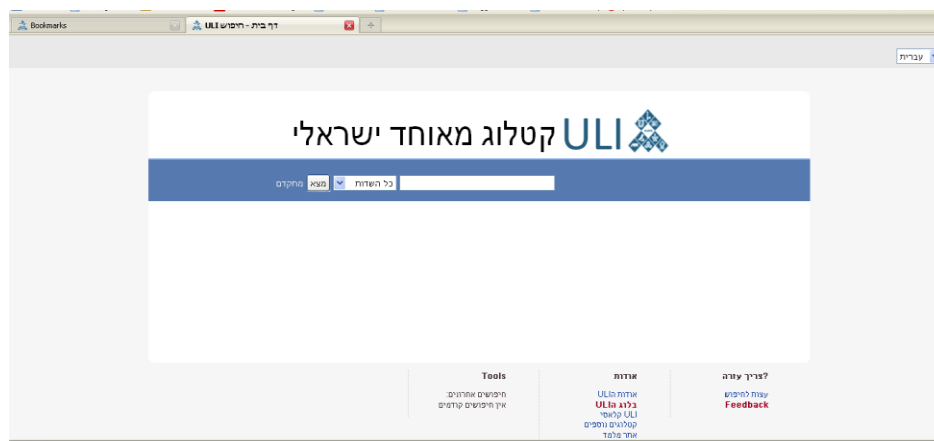 Bookmarks
דף בית - חיפוש ULI
עברית
ULI קטלוג מאוחד ישראלי
כל השדות
מצא
מתקדם
?צריך עזרה
עצות לחיפוש
Feedback
אודות
אודות הULI
בלוג הULI
ULI קלאסי
קטלוגים נוספים
אתר מלמד
Tools
חיפושים אחרונים:
אין חיפושים קודמים